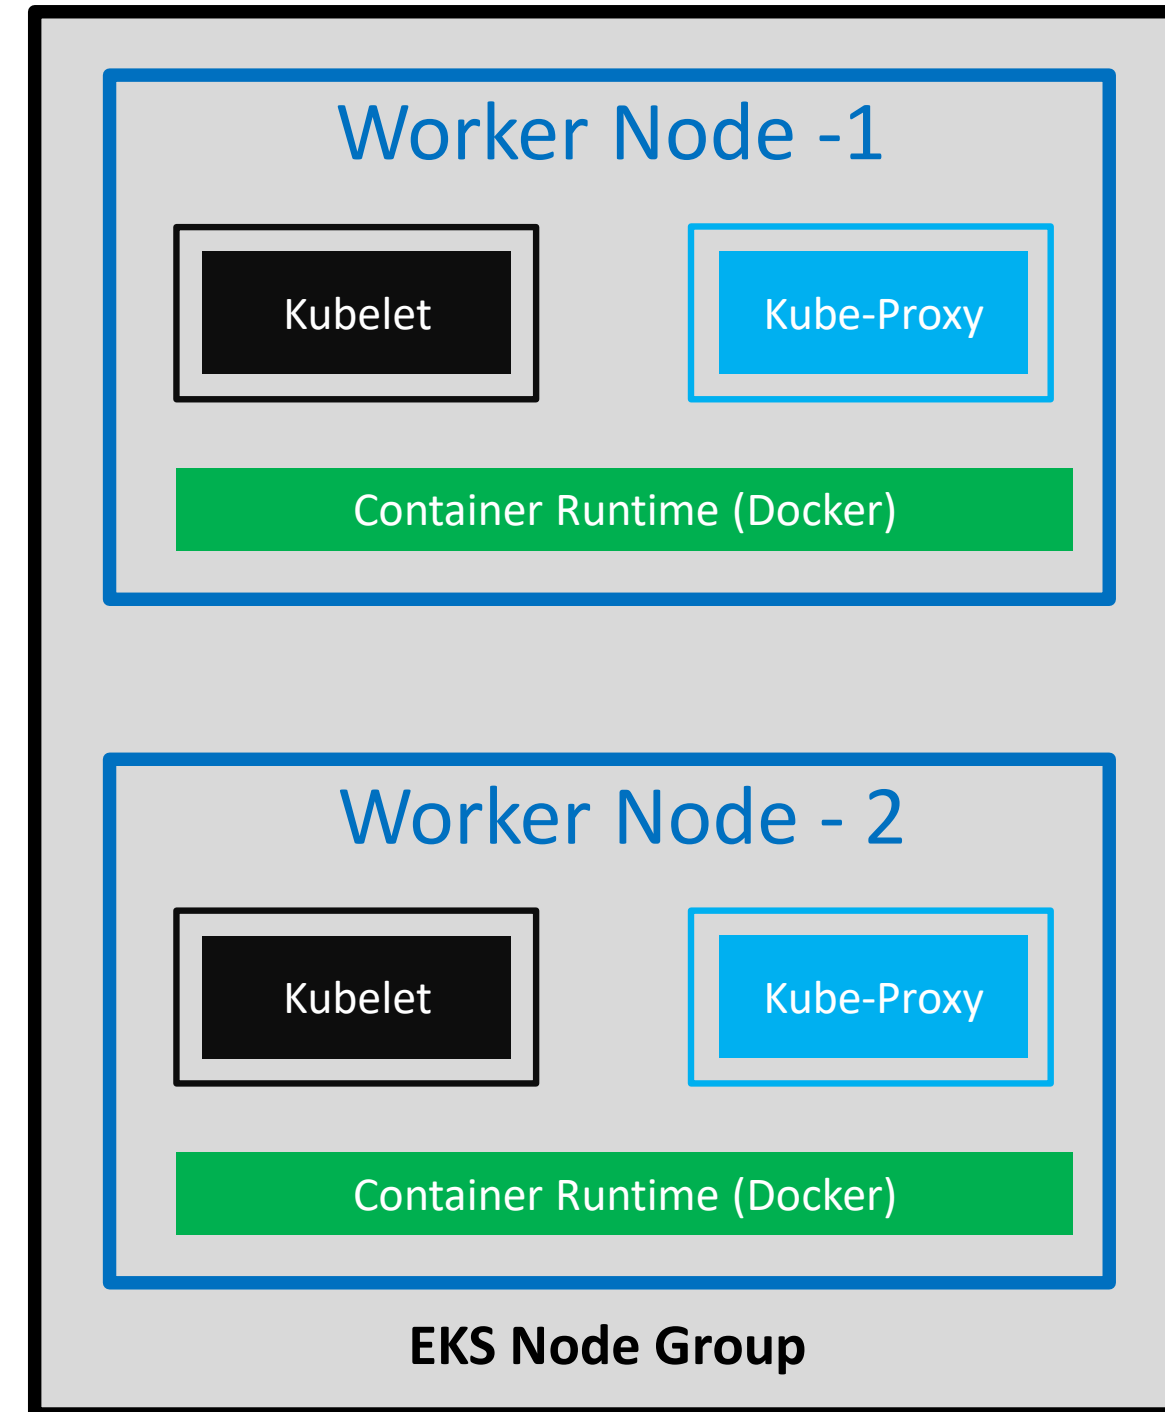 Worker Node -1
Kubelet
Kube-Proxy
Container Runtime (Docker)
Worker Node - 2
Kubelet
Kube-Proxy
Container Runtime (Docker)
EKS Node Group